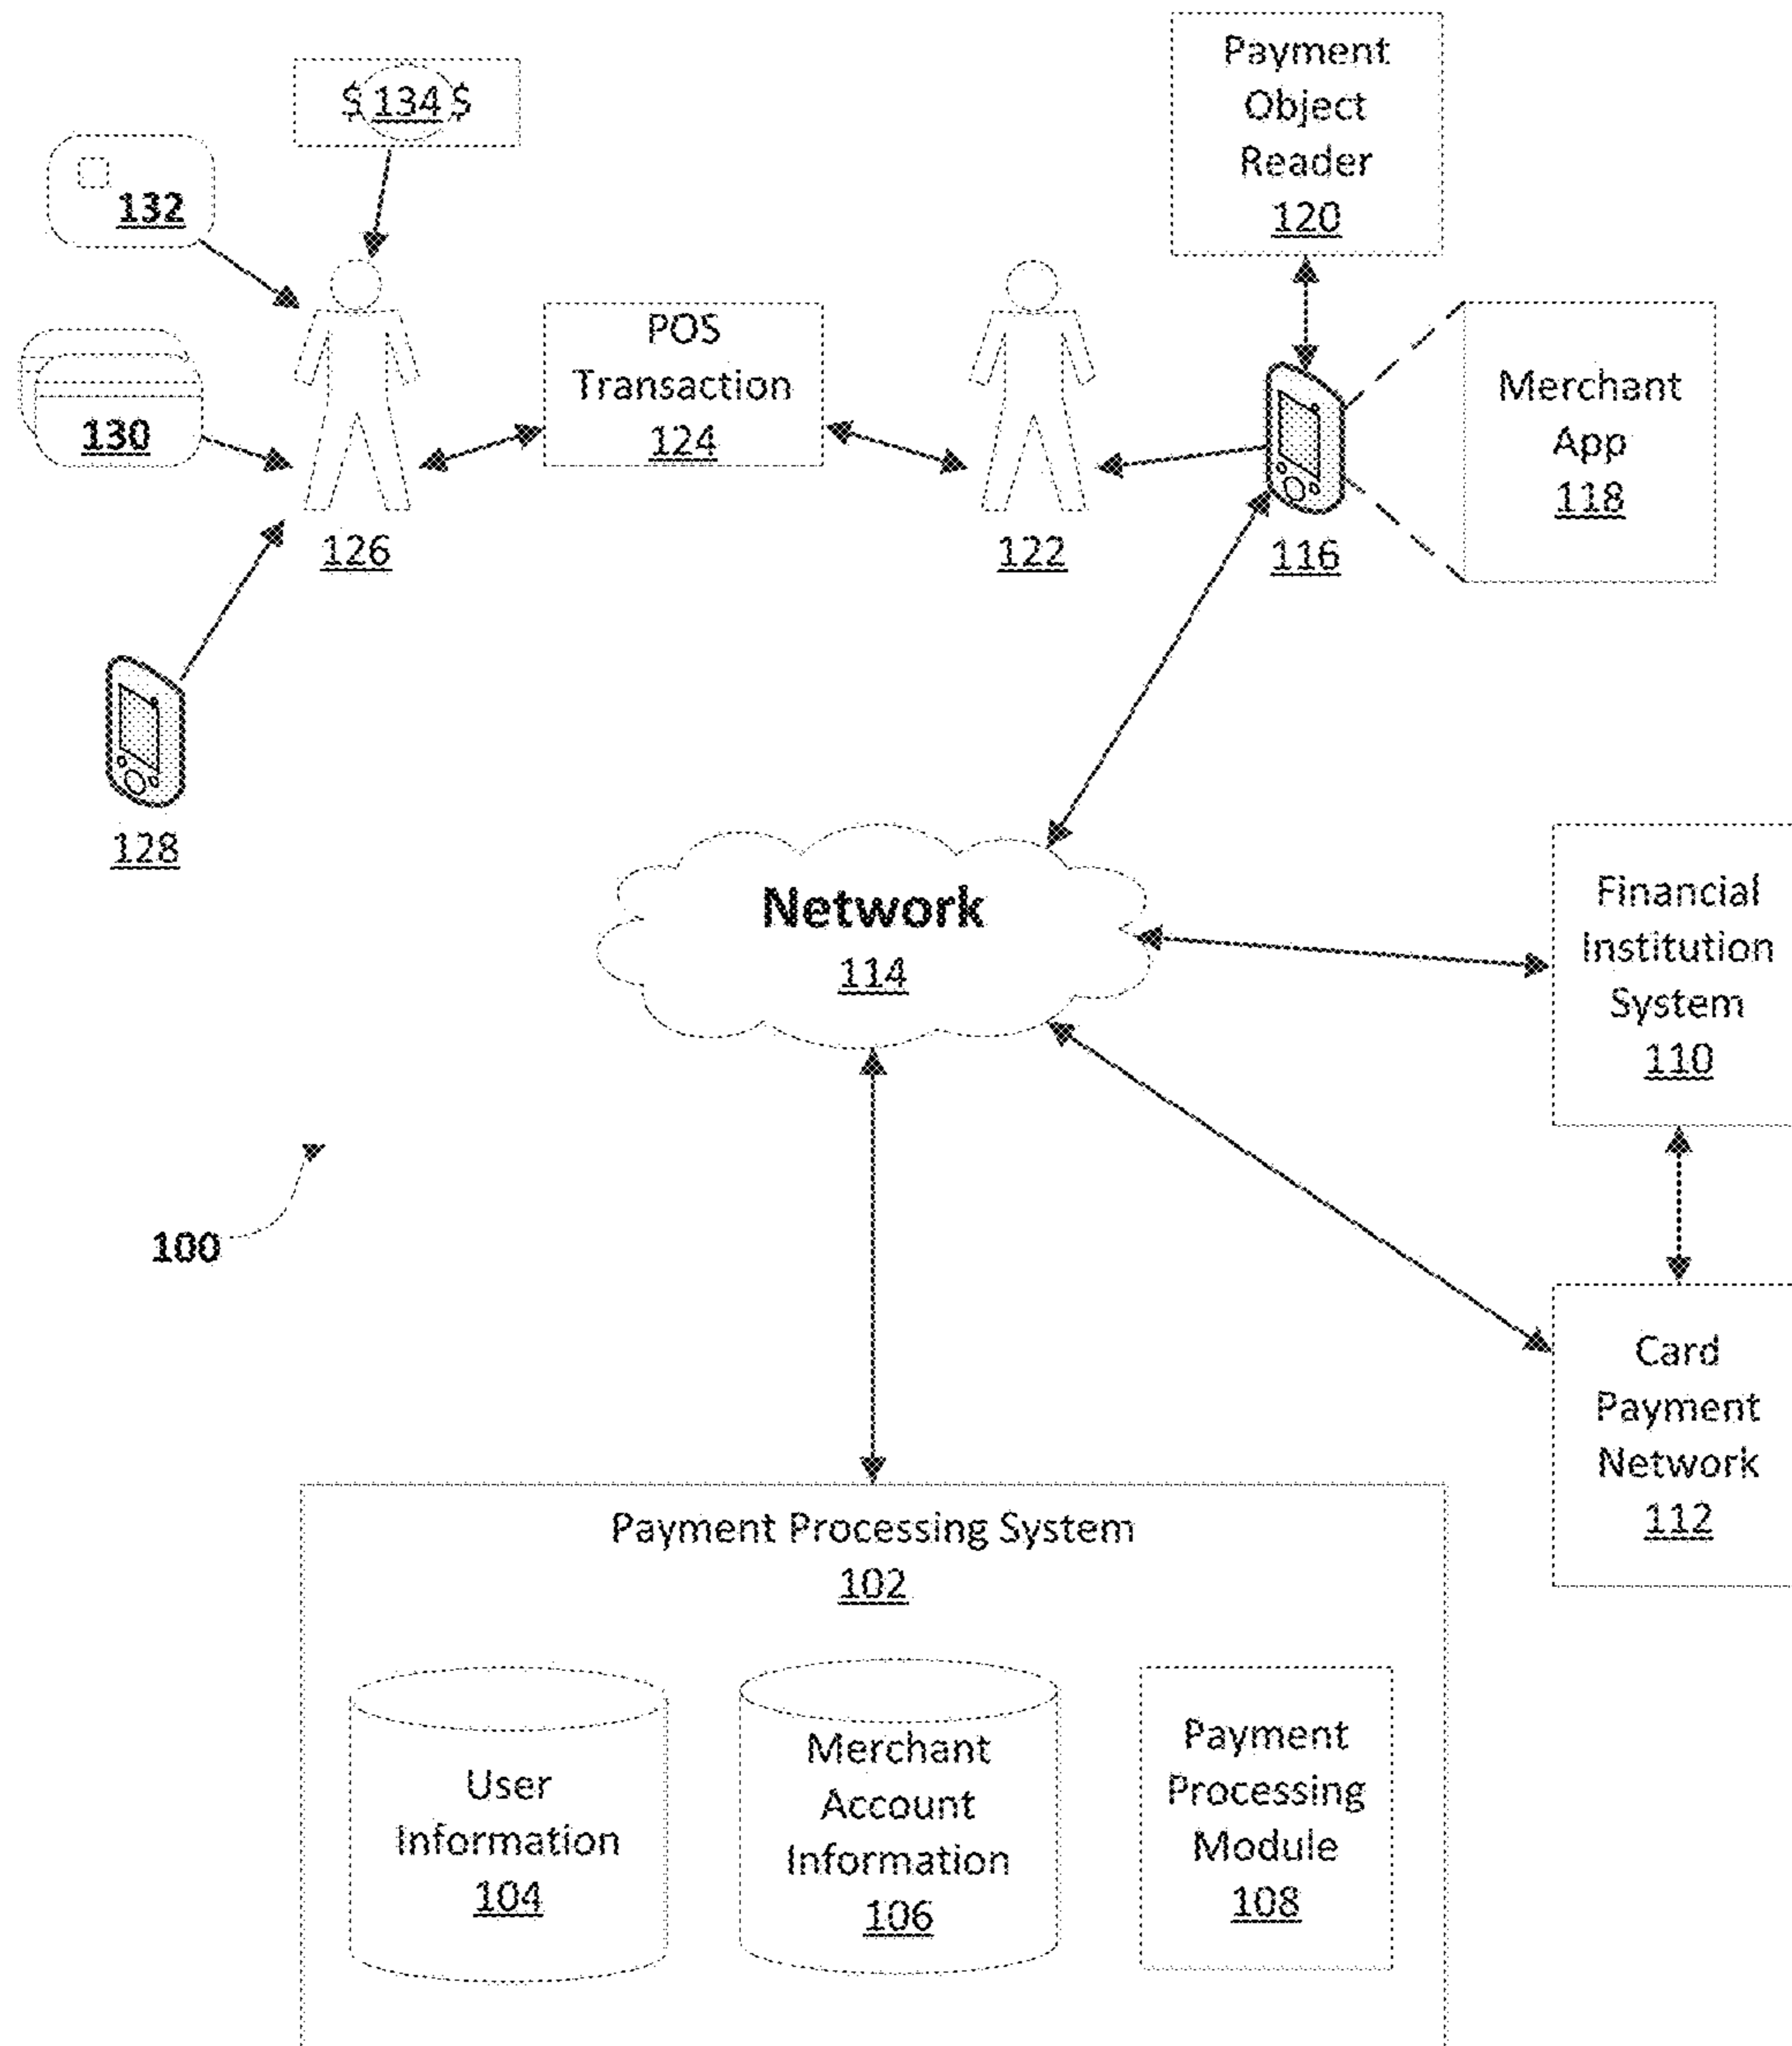 Payment
Object
Reader
120
$ 134 $
132
130
POS
Transaction
124
Merchant
App
118
126
122
116
128
Network
114
Financial
Institution
System
110
100
Card
Payment
Network
112
Payment Processing System
102
User
Information
104
Merchant
Account
Information
106
Payment
Processing
Module
108